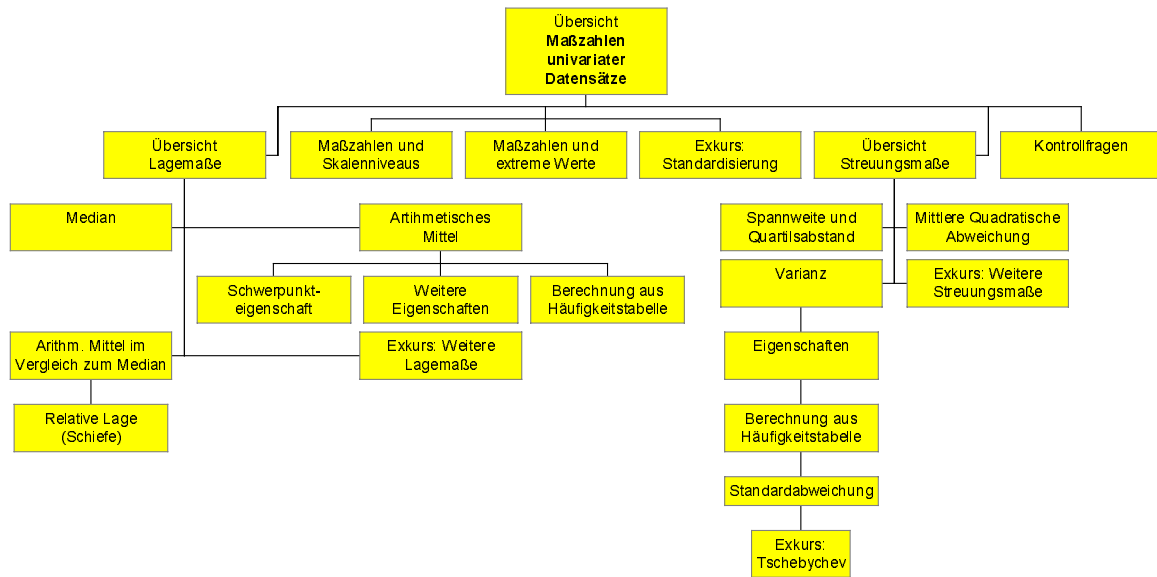 Übersicht
Maßzahlen
univariater
Datensätze
Übersicht
Lagemaße
Maßzahlen und
Skalenniveaus
Maßzahlen und
extreme Werte
Exkurs:
Standardisierung
Übersicht
Streuungsmaße
Kontrollfragen
Median
Artihmetisches
Mittel
Spannweite und
Quartilsabstand
Mittlere Quadratische
Abweichung
Schwerpunkt-
eigenschaft
Weitere
Eigenschaften
Berechnung aus
Häufigkeitstabelle
Varianz
Exkurs: Weitere
Streuungsmaße
Arithm. Mittel im
Vergleich zum Median
Exkurs: Weitere
Lagemaße
Eigenschaften
Relative Lage
(Schiefe)
Berechnung aus
Häufigkeitstabelle
Standardabweichung
Exkurs:
Tschebychev